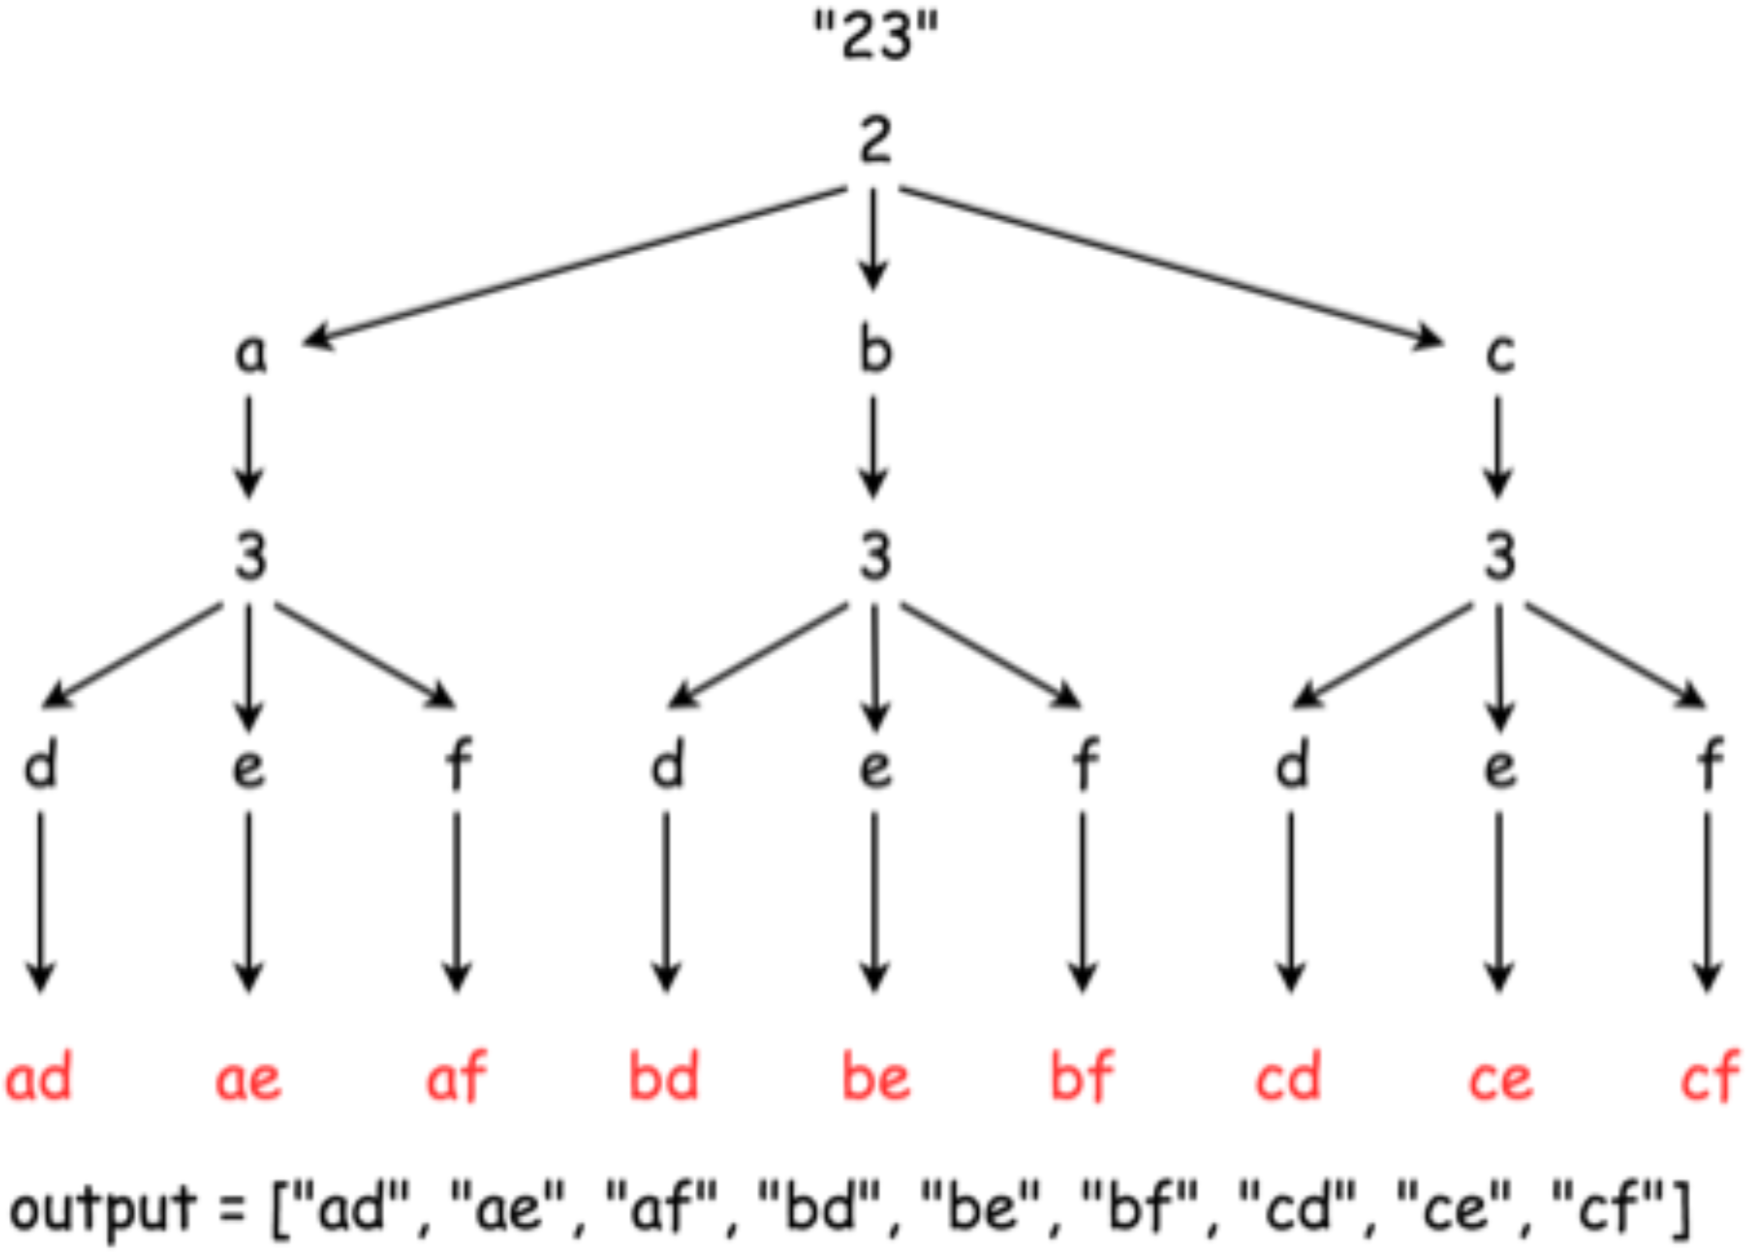 "23"
2
a b c
3 3 3
d e f d e f d e f
ad ae af bd be bf cd ce cf
output = ["ad", "ae", "af", "bd", "be", "bf", "cd", "ce", "cf"]